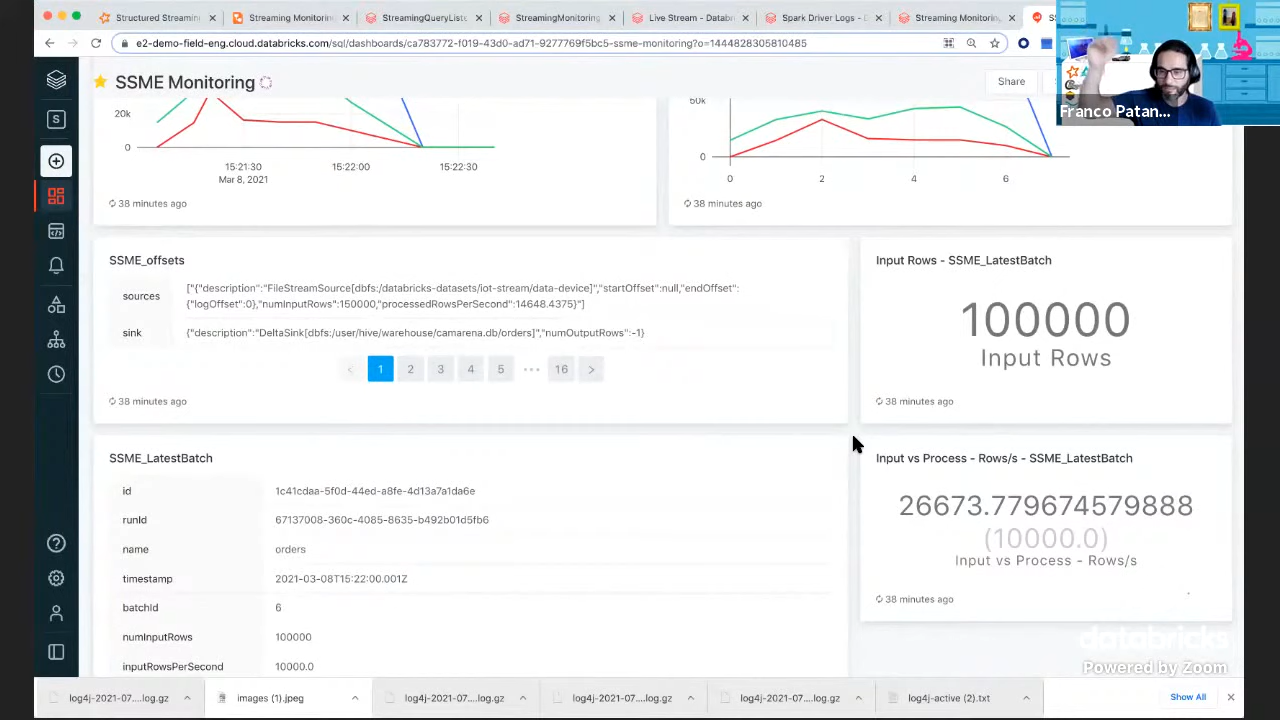 Structured Streaming
Streaming Monitorin
StreamingQueryList
StreamingMonitoring
Live Stream - Datab
Spark Driver Logs - D
Streaming Monitorin
SS
e2-demo-field-eng.cloud.databricks.com/sql/dashboards/ca783772-f019-43d0-ad71-9277769f5bc5-ssme-monitoring?o=1444828305810485
SSME Monitoring
Share
Franco Patan...
S
20k
0
15:21:30
15:22:00
15:22:30
Mar 8, 2021
38 minutes ago
50k
0
0
2
4
6
38 minutes ago
SSME_offsets
sources
["{"description":"FileStreamSource[dbfs:/databricks-datasets/iot-stream/data-device]","startOffset":null,"endOffset":
{"logOffset":0},"numInputRows":150000,"processedRowsPerSecond":14648.4375}"]
sink
{"description":"DeltaSink[dbfs:/user/hive/warehouse/camarena.db/orders]","numOutputRows":-1}
< 1 2 3 4 5 ••• 16 >
38 minutes ago
Input Rows - SSME_LatestBatch
100000
Input Rows
38 minutes ago
SSME_LatestBatch
id 1c41cdaa-5f0d-44ed-a8fe-4d13a7a1da6e
runId 67137008-360c-4085-8635-b492b01d5fb6
name orders
timestamp 2021-03-08T15:22:00.001Z
batchId 6
numInputRows 100000
inputRowsPerSecond 10000.0
Input vs Process - Rows/s - SSME_LatestBatch
26673.779674579888
(10000.0)
Input vs Process - Rows/s
38 minutes ago
databricks
Powered by Zoom
log4j-2021-07....log.gz
images (1).jpeg
log4j-2021-07....log.gz
log4j-2021-07....log.gz
log4j-2021-07....log.gz
log4j-active (2).txt
Show All